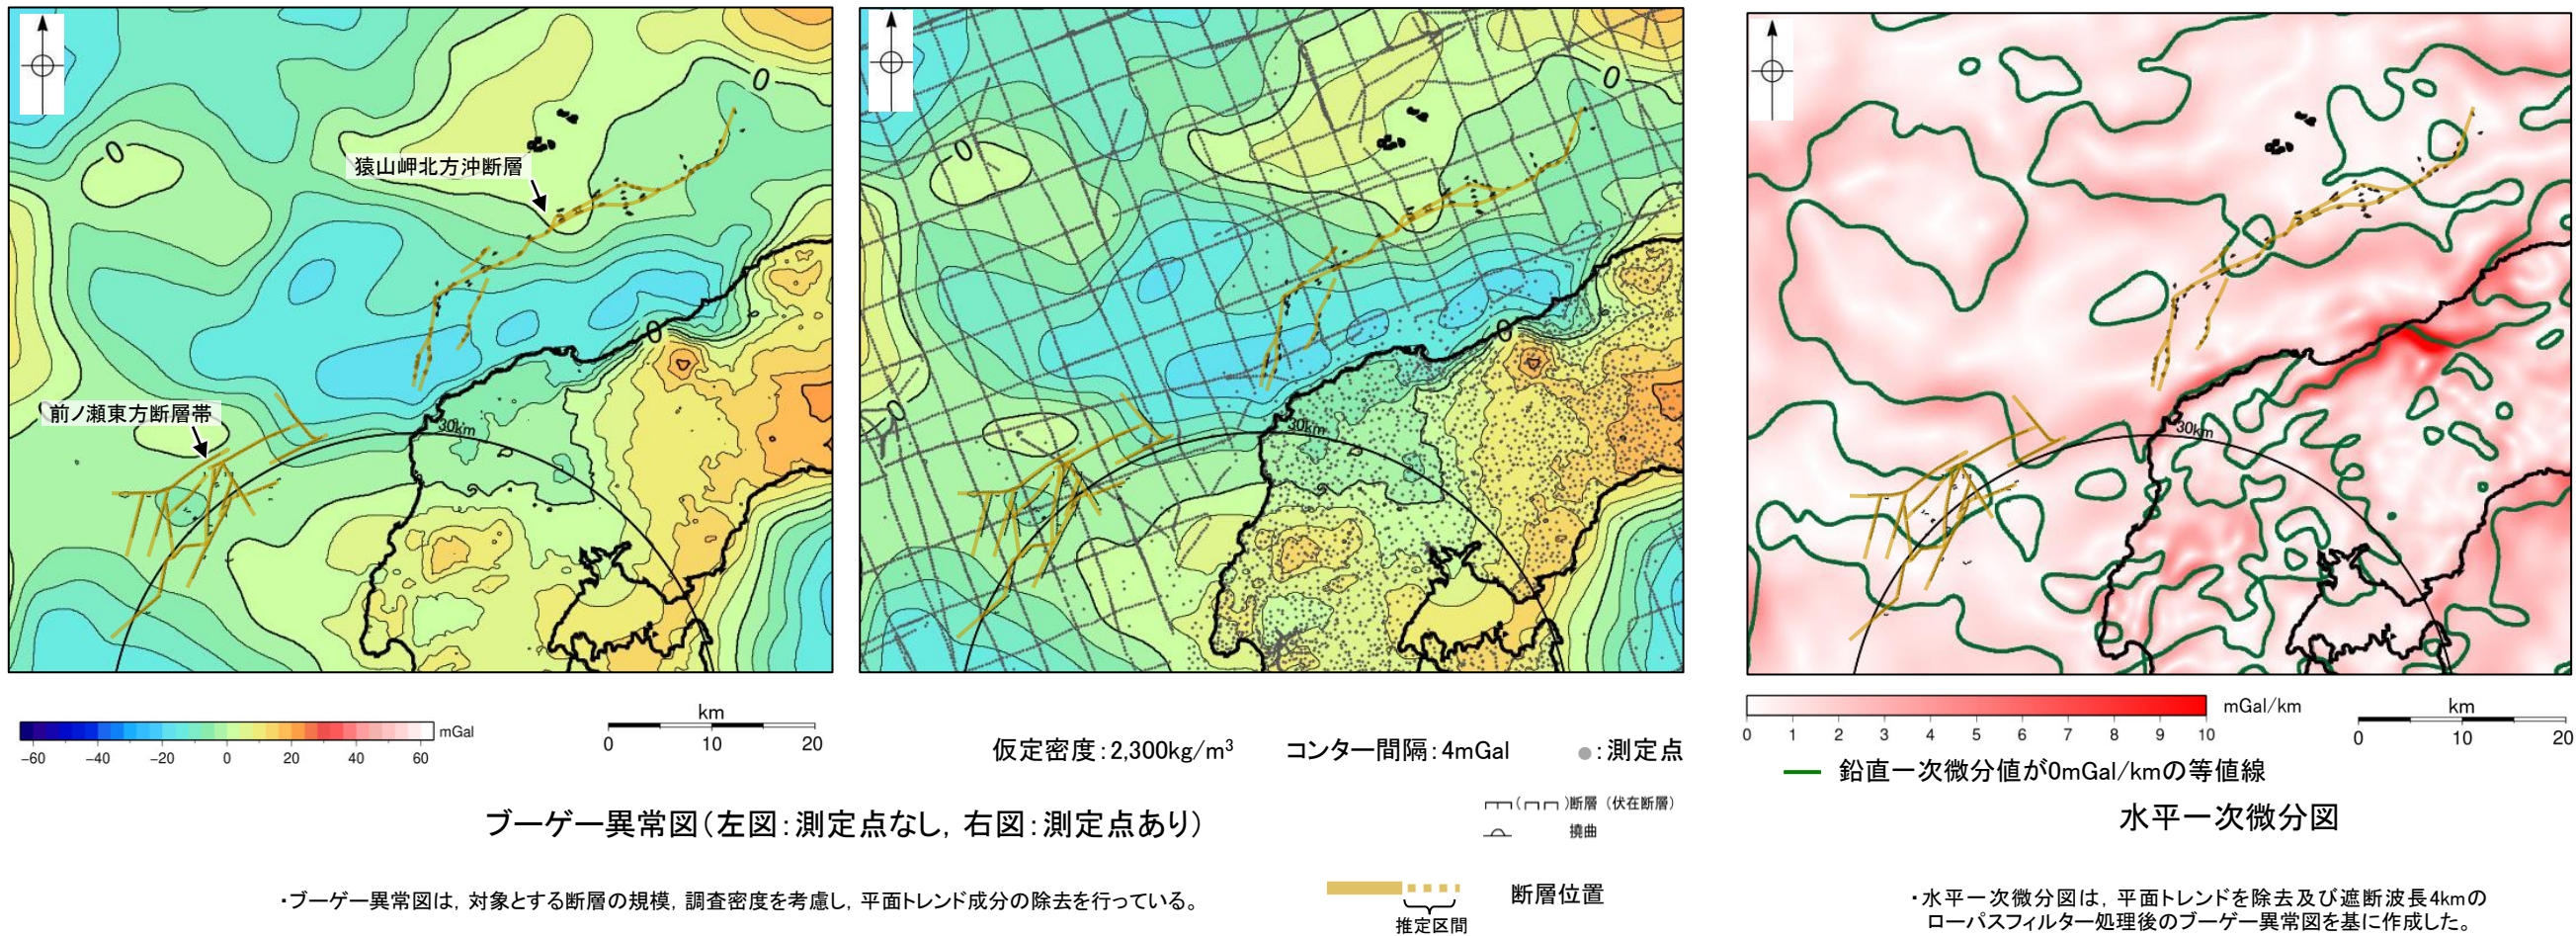 0
0
猿山岬北方沖断層
0
前ノ瀬東方断層帯
30km
0
0
0
0
30km
30km
mGal
−60 −40 −20 0 20 40 60
km
0 10 20
仮定密度：2,300kg/m³ コンター間隔：4mGal ●：測定点
mGal/km
0 1 2 3 4 5 6 7 8 9 10
km
0 10 20
鉛直一次微分値が0mGal/kmの等値線
ブーゲー異常図（左図：測定点なし，右図：測定点あり）
断層（伏在断層）
撓曲
水平一次微分図
・ブーゲー異常図は，対象とする断層の規模，調査密度を考慮し，平面トレンド成分の除去を行っている。
断層位置
推定区間
・水平一次微分図は，平面トレンドを除去及び遮断波長4kmの
ローパスフィルター処理後のブーゲー異常図を基に作成した。